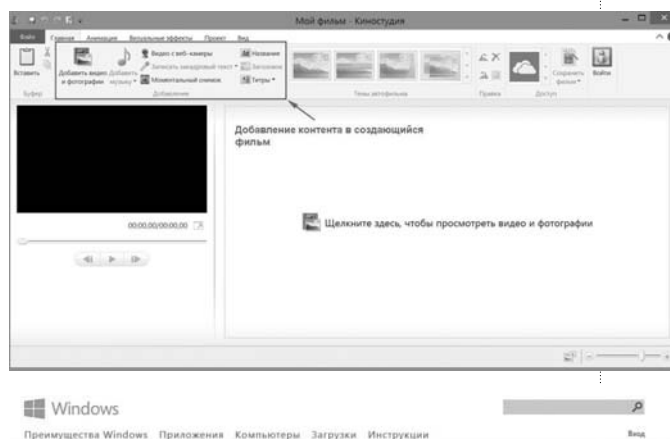 Мой фильм - Киностудия
Файл Главная Анимация Визуальные эффекты Проект Вид
Вставить
Добавить видео и фотографии
Добавить музыку
Видео с веб-камеры
Записать закадровый текст
Моментальный снимок
Название
Заголовок
Титры
Сохранить фильм
Войти
Буфер Добавление Темы автофильма Правка Доступ
Добавление контента в создающийся
фильм
Щелкните здесь, чтобы просмотреть видео и фотографии
00:00,00/00:00,00
Windows
Преимущества Windows Приложения Компьютеры Загрузки Инструкции
Вход